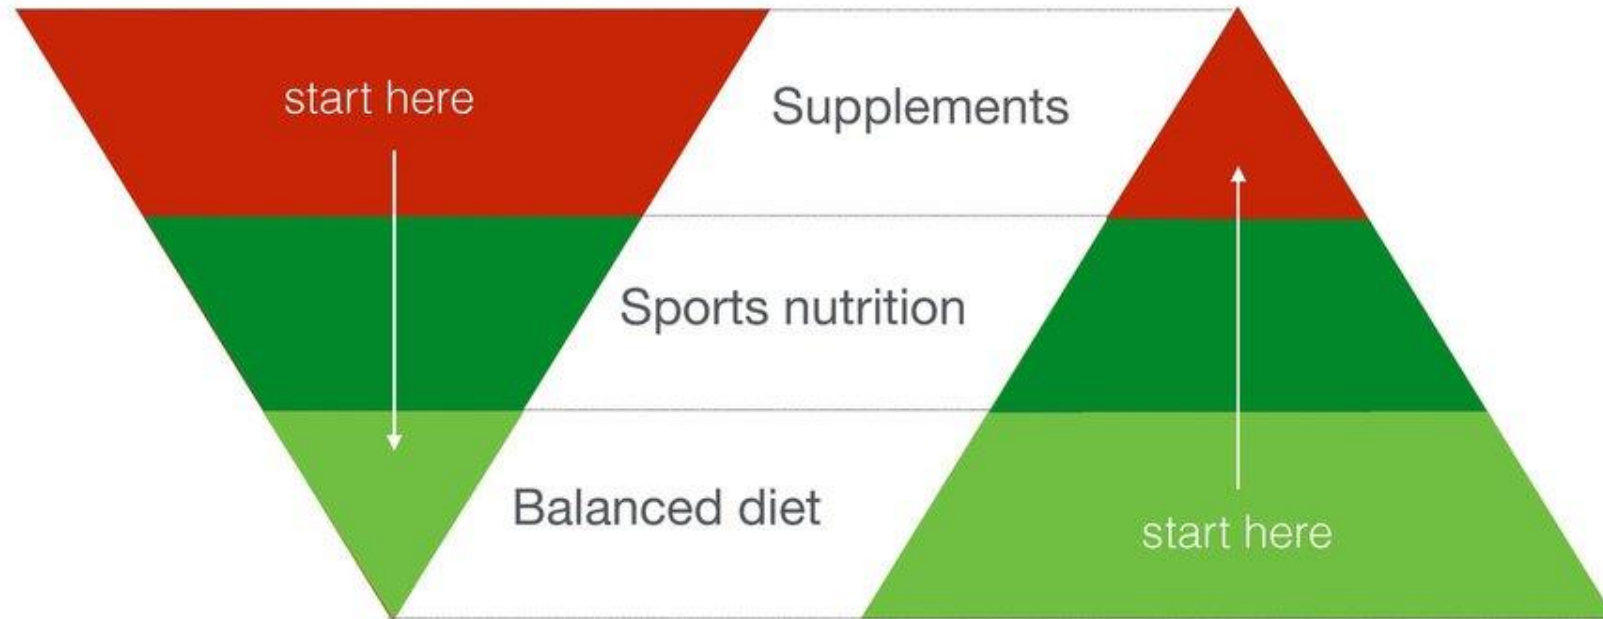 start here
Supplements
Sports nutrition
Balanced diet
start here